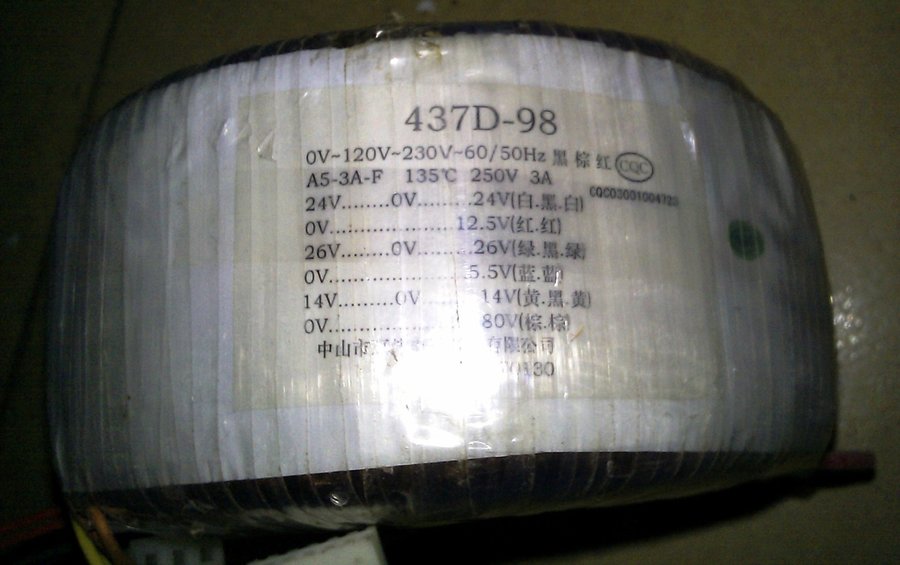 437D-98
0V~120V~230V~60/50Hz 黑 棕 红 CQC
A5-3A-F 135℃ 250V 3A
CQC03001004720
24V........0V........24V(白.黑.白)
0V......................12.5V(红.红)
26V........0V........26V(绿.黑.绿)
0V......................5.5V(蓝.蓝)
14V.........0V.......14V(黄.黑.黄)
0V......................80V(棕.棕)
中山市 有限公司
0130